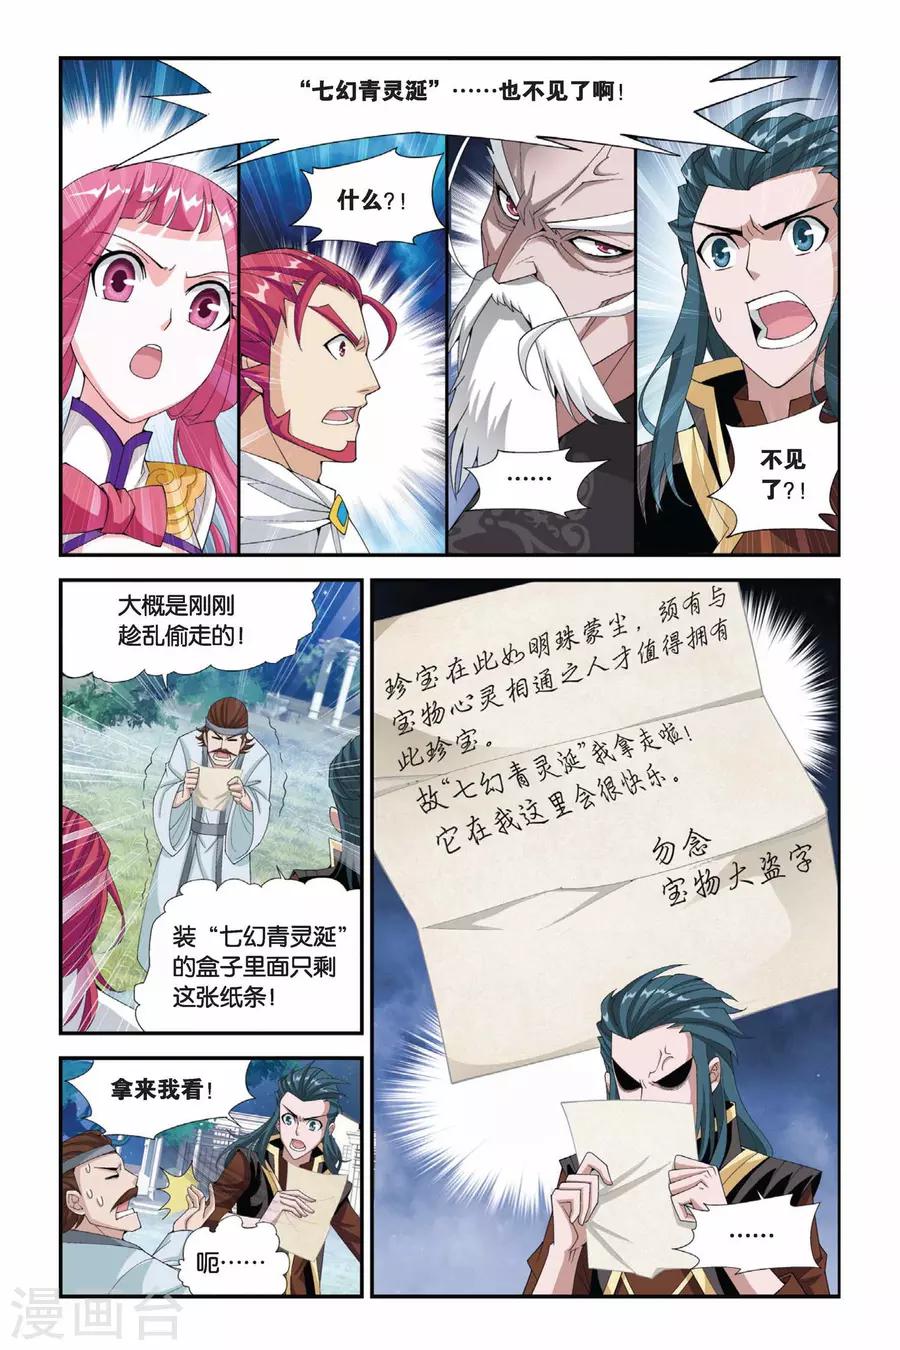 “七幻青灵涎”……也不见了啊！
什么?！
……
不见
了?！
大概是刚刚
趁乱偷走的！
装“七幻青灵涎”
的盒子里面只剩
这张纸条！
拿来我看！
呃……
珍宝在此如明珠蒙尘，须有与
宝物心灵相通之人才值得拥有
此珍宝。
故“七幻青灵涎”我拿走啦！
它在我这里会很快乐。
勿念
宝物大盗字
……
漫画台